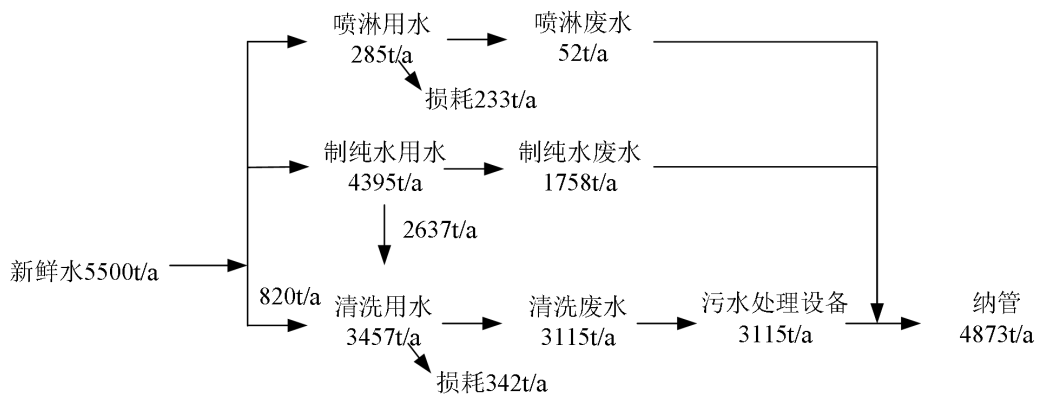 喷淋用水
285t/a
喷淋废水
52t/a
损耗233t/a
制纯水用水
4395t/a
制纯水废水
1758t/a
2637t/a
新鲜水5500t/a
820t/a
清洗用水
3457t/a
清洗废水
3115t/a
污水处理设备
3115t/a
纳管
4873t/a
损耗342t/a